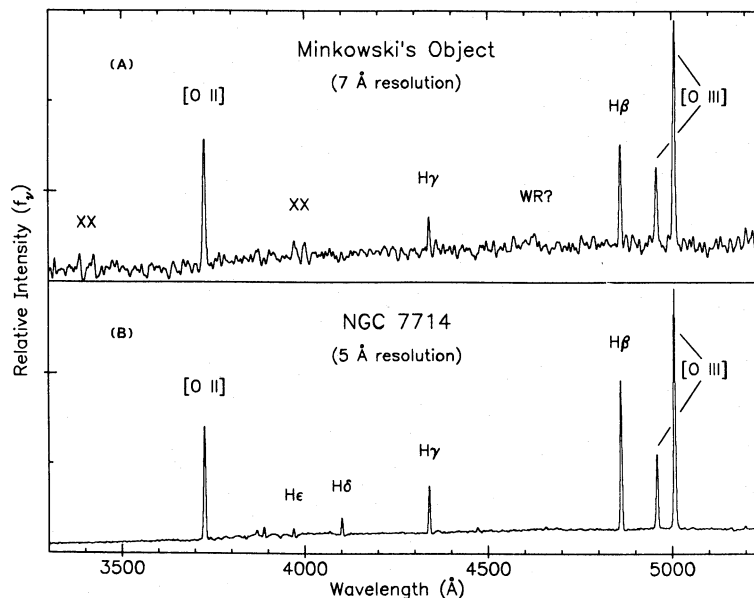 Minkowski's Object
(A)
(7 Å resolution)
[O II]
[O III]
Hβ
Hγ
XX
XX
WR?
Relative Intensity (fν)
NGC 7714
(B)
(5 Å resolution)
Hβ
[O III]
[O II]
Hγ
Hε
Hδ
3500
4000
4500
5000
Wavelength (Å)